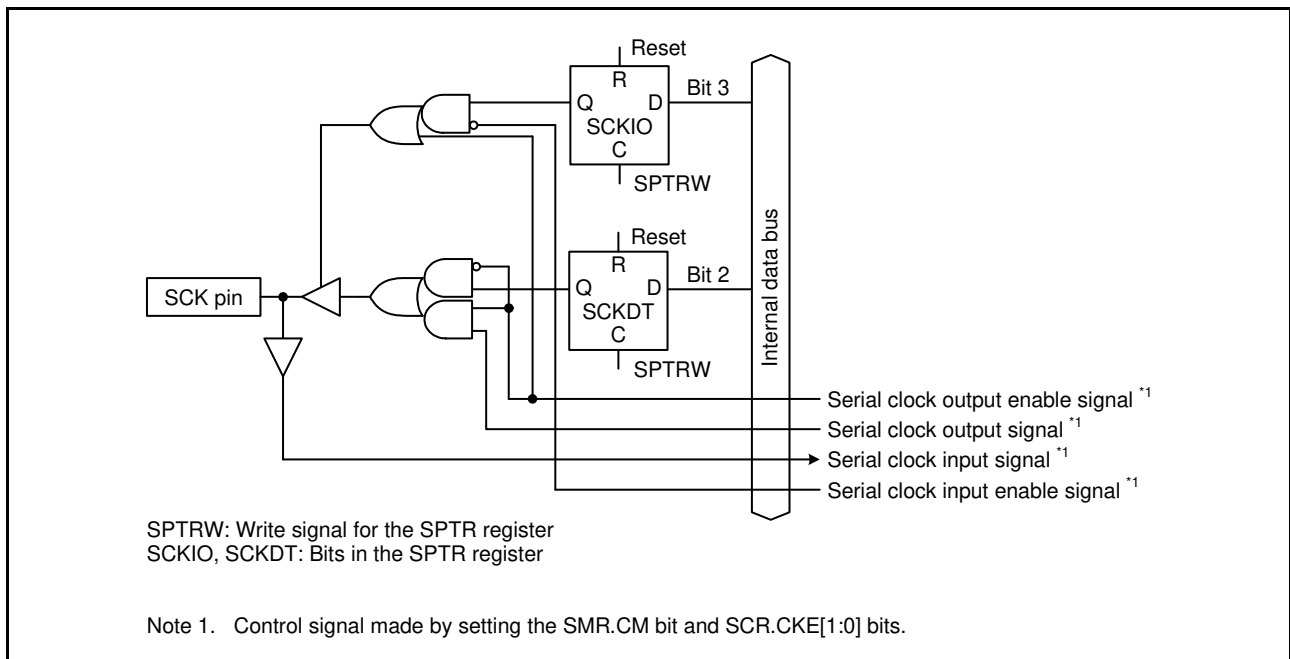 Reset
R
Bit 3
Q
D
SCKIO
C
SPTRW
Reset
R
Bit 2
Q
D
SCKDT
C
SPTRW
SCK pin
Internal data bus
Serial clock output enable signal *1
Serial clock output signal *1
Serial clock input signal *1
Serial clock input enable signal *1
SPTRW: Write signal for the SPTR register
SCKIO, SCKDT: Bits in the SPTR register
Note 1. Control signal made by setting the SMR.CM bit and SCR.CKE[1:0] bits.